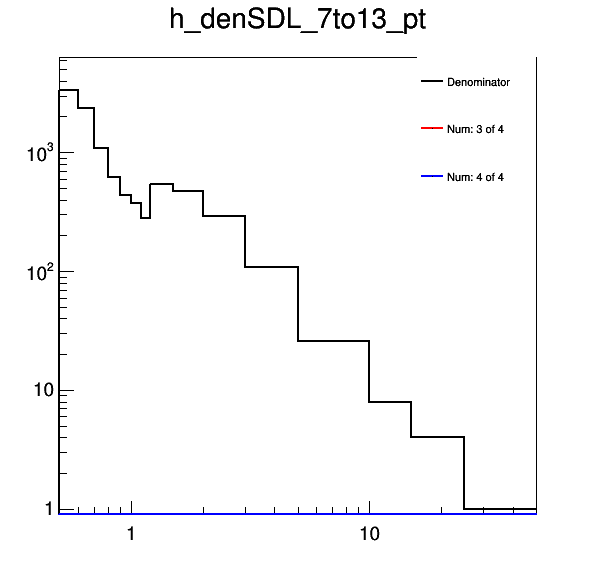 h_denSDL_7to13_pt
Denominator
Num: 3 of 4
Num: 4 of 4
10³
10²
10
1
1 10